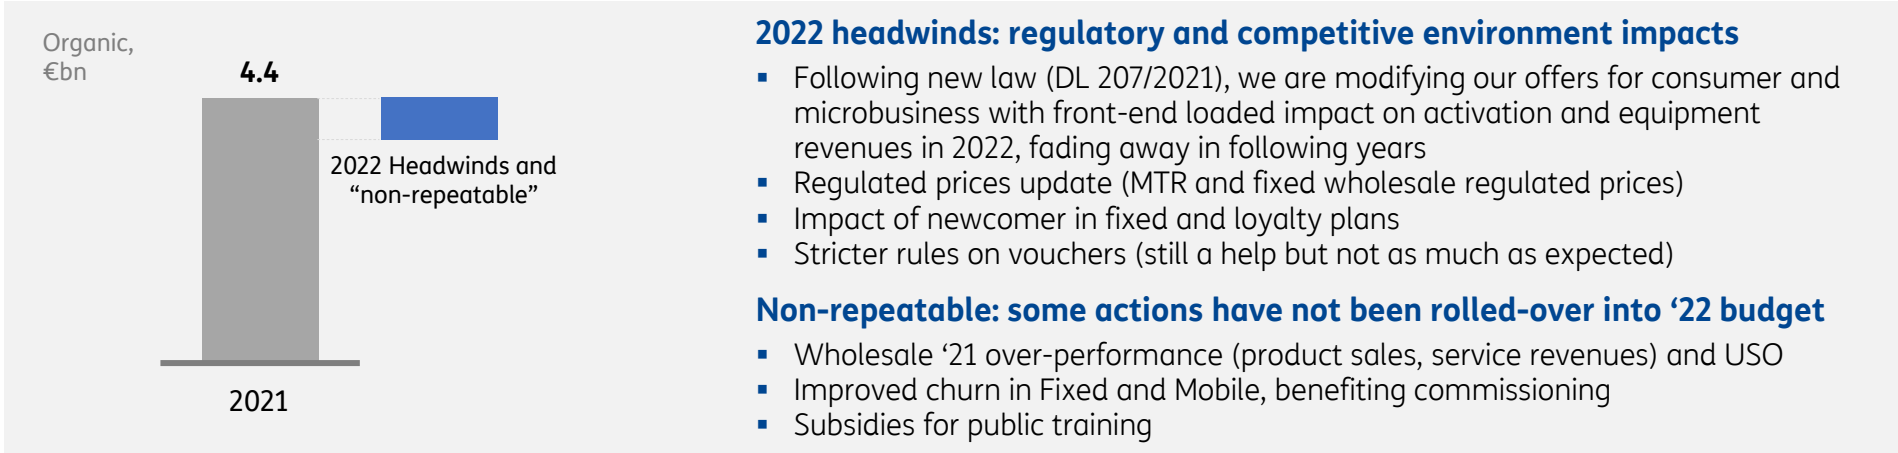 Organic,
€bn
4.4
2022 Headwinds and
“non-repeatable”
2021
2022 headwinds: regulatory and competitive environment impacts
▪ Following new law (DL 207/2021), we are modifying our offers for consumer and
microbusiness with front-end loaded impact on activation and equipment
revenues in 2022, fading away in following years
▪ Regulated prices update (MTR and fixed wholesale regulated prices)
▪ Impact of newcomer in fixed and loyalty plans
▪ Stricter rules on vouchers (still a help but not as much as expected)
Non-repeatable: some actions have not been rolled-over into ‘22 budget
▪ Wholesale ‘21 over-performance (product sales, service revenues) and USO
▪ Improved churn in Fixed and Mobile, benefiting commissioning
▪ Subsidies for public training